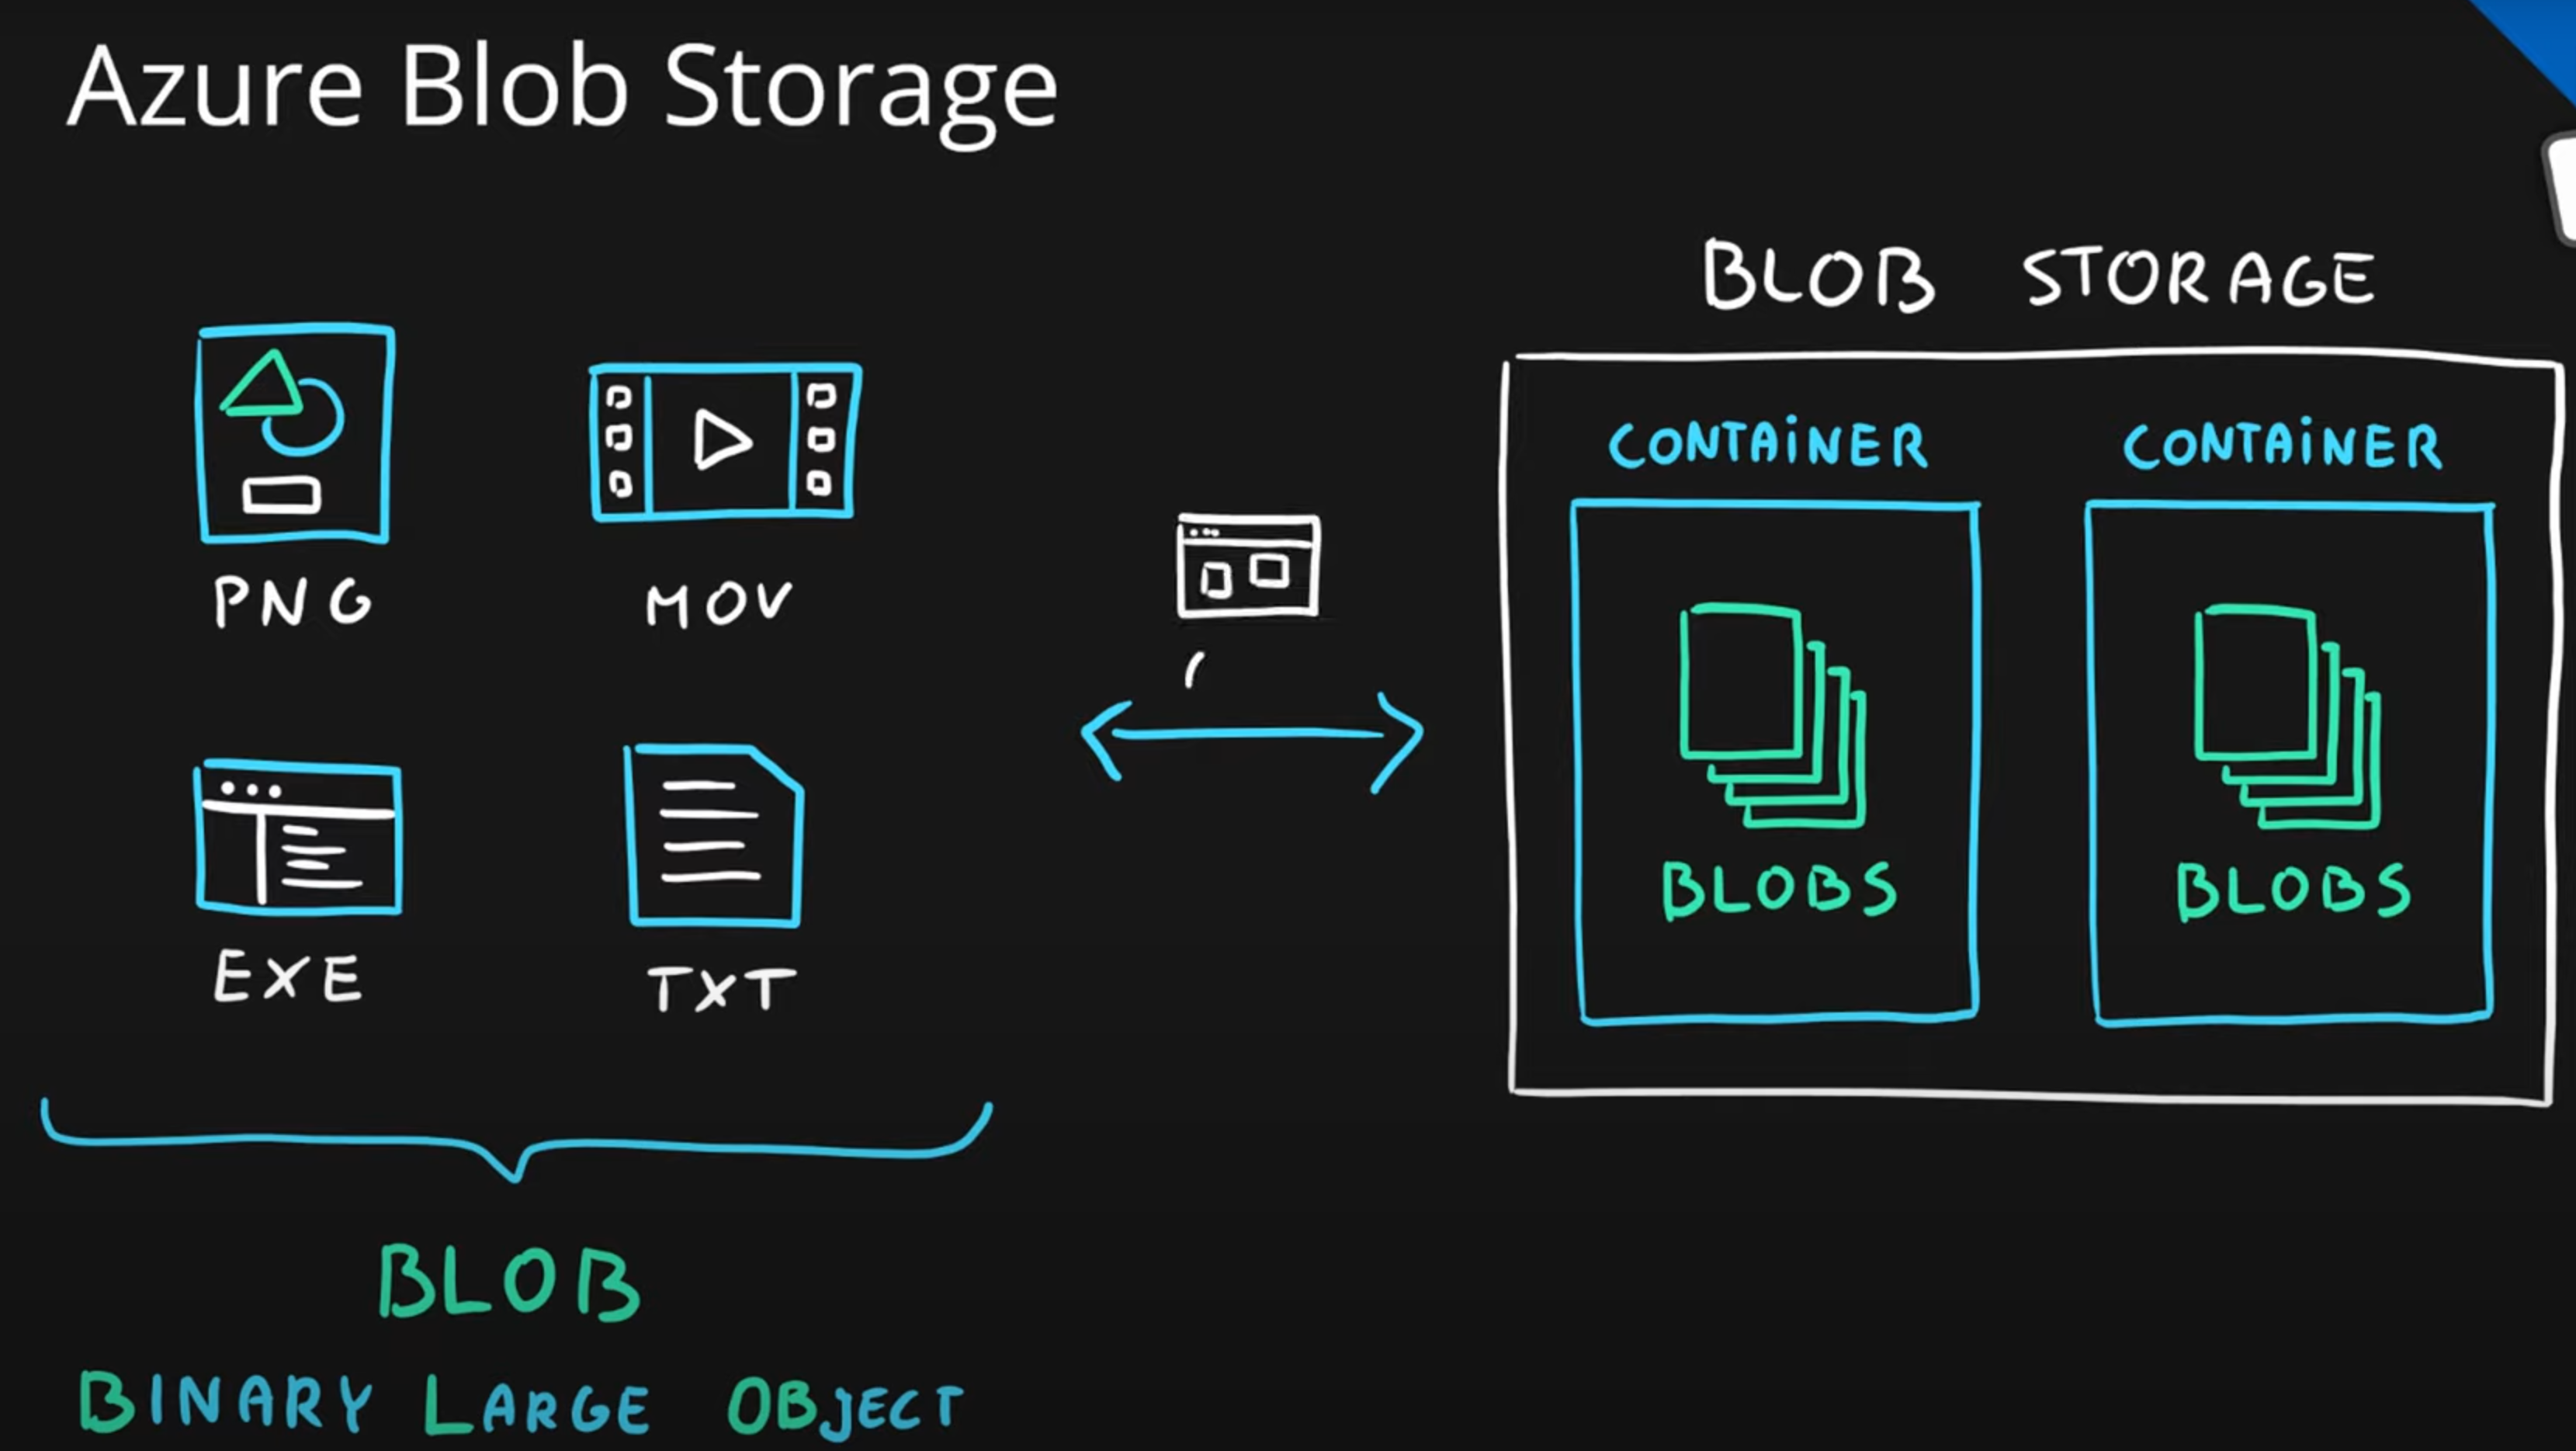 Azure Blob Storage
BLOB STORAGE
CONTAiNER CONTAiNER
PNG MOV
BLOBS BLOBS
EXE TXT
BLOB
BINARY LARGE OBJECT